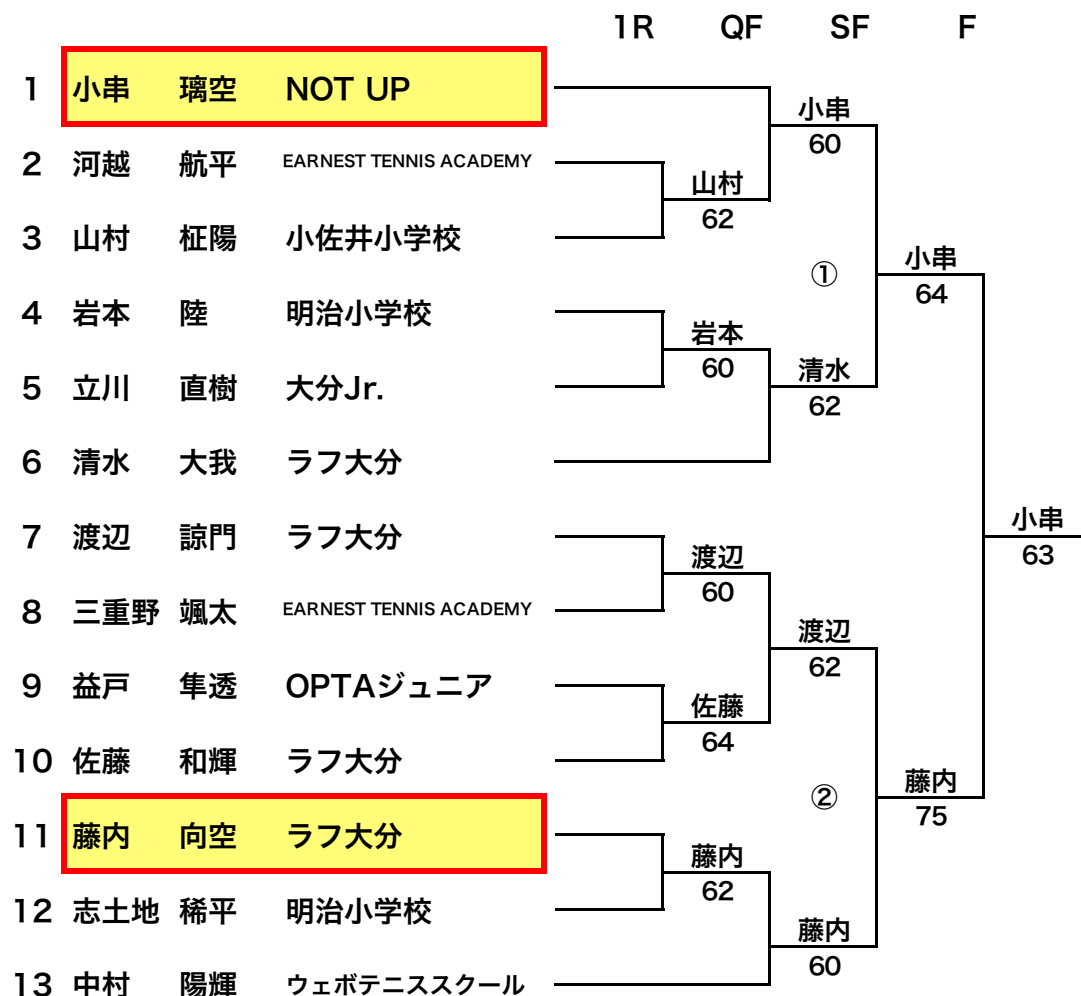 1R QF SF F
1 小串 璃空 NOT UP
小串
60
2 河越 航平 EARNEST TENNIS ACADEMY
山村
62
3 山村 柾陽 小佐井小学校
①
小串
64
4 岩本 陸 明治小学校
岩本
60
5 立川 直樹 大分Jr.
清水
62
6 清水 大我 ラフ大分
7 渡辺 諒門 ラフ大分
小串
63
渡辺
60
8 三重野 颯太 EARNEST TENNIS ACADEMY
渡辺
62
9 益戸 隼透 OPTAジュニア
佐藤
64
10 佐藤 和輝 ラフ大分
②
藤内
75
11 藤内 向空 ラフ大分
藤内
62
12 志土地 稀平 明治小学校
藤内
60
13 中村 陽輝 ウェボテニススクール